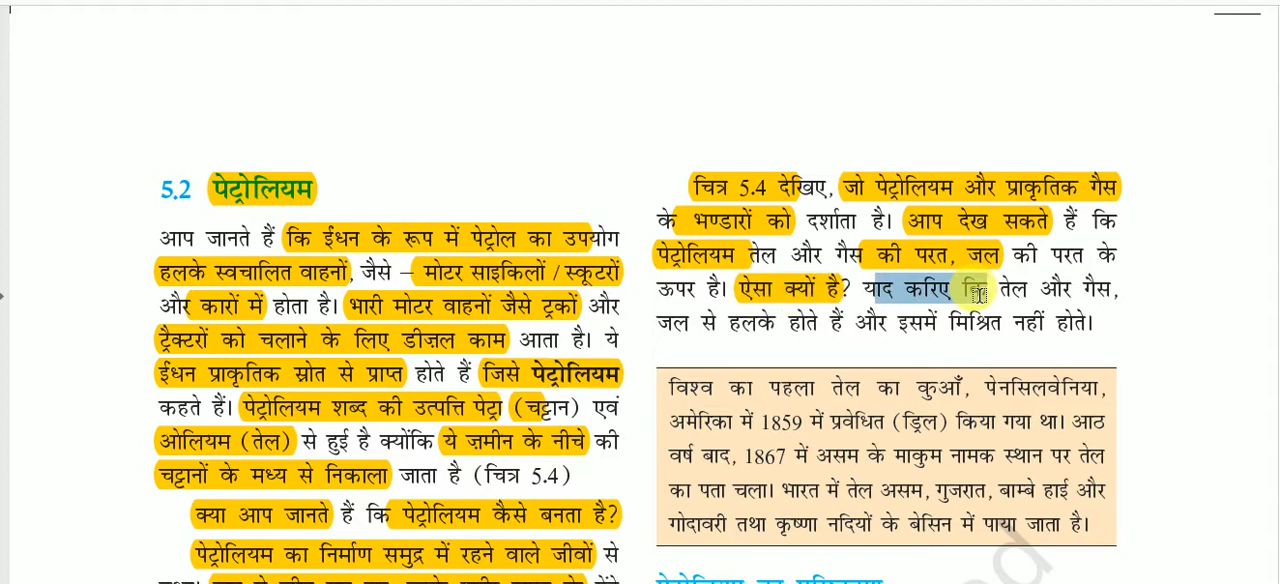 5.2 पेट्रोलियम
आप जानते हैं कि ईंधन के रूप में पेट्रोल का उपयोग
हलके स्वचालित वाहनों, जैसे – मोटर साइकिलों / स्कूटरों
और कारों में होता है। भारी मोटर वाहनों जैसे ट्रकों और
ट्रैक्टरों को चलाने के लिए डीज़ल काम आता है। ये
ईंधन प्राकृतिक स्रोत से प्राप्त होते हैं जिसे पेट्रोलियम
कहते हैं। पेट्रोलियम शब्द की उत्पत्ति पेट्रा (चट्टान) एवं
ओलियम (तेल) से हुई है क्योंकि ये ज़मीन के नीचे की
चट्टानों के मध्य से निकाला जाता है (चित्र 5.4)
क्या आप जानते हैं कि पेट्रोलियम कैसे बनता है?
पेट्रोलियम का निर्माण समुद्र में रहने वाले जीवों से
चित्र 5.4 देखिए, जो पेट्रोलियम और प्राकृतिक गैस
के भण्डारों को दर्शाता है। आप देख सकते हैं कि
पेट्रोलियम तेल और गैस की परत, जल की परत के
ऊपर है। ऐसा क्यों है? याद करिए कि तेल और गैस,
जल से हलके होते हैं और इसमें मिश्रित नहीं होते।
विश्व का पहला तेल का कुआँ, पेनसिलवेनिया,
अमेरिका में 1859 में प्रवेधित (ड्रिल) किया गया था। आठ
वर्ष बाद, 1867 में असम के माकुम नामक स्थान पर तेल
का पता चला। भारत में तेल असम, गुजरात, बाम्बे हाई और
गोदावरी तथा कृष्णा नदियों के बेसिन में पाया जाता है।